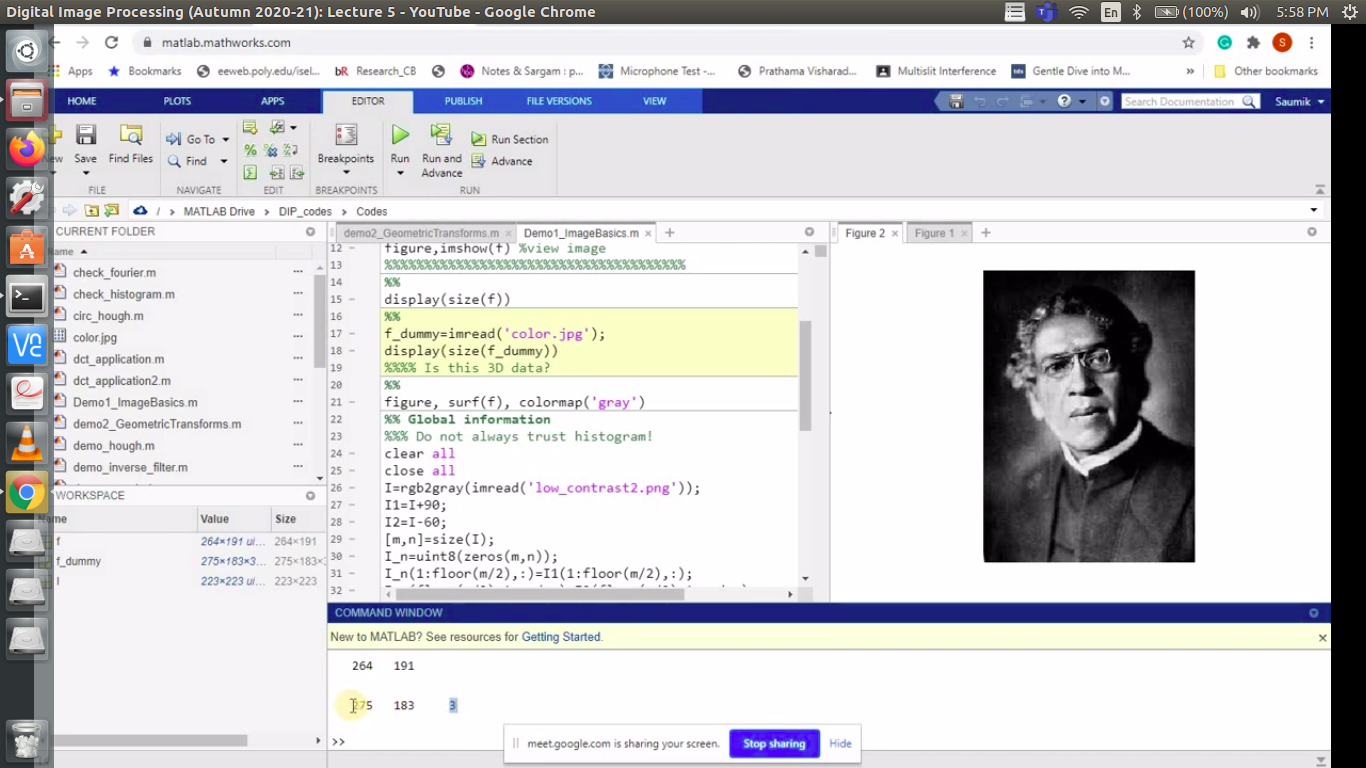 Digital Image Processing (Autumn 2020-21): Lecture 5 - YouTube - Google Chrome
En (100%) 5:58 PM
matlab.mathworks.com
S
Apps Bookmarks eeweb.poly.edu/isel... bR Research_CB Notes & Sargam : p... Microphone Test -... Prathama Visharad... Multislit Interference Gentle Dive into M... » Other bookmarks
HOME PLOTS APPS EDITOR PUBLISH FILE VERSIONS VIEW
Search Documentation Saumik
Go To
Find
New Save Find Files Breakpoints Run Run and Advance Run Section
Advance
FILE NAVIGATE EDIT BREAKPOINTS RUN
/ MATLAB Drive DIP_codes Codes
CURRENT FOLDER
Name
check_fourier.m
check_histogram.m
circ_hough.m
color.jpg
dct_application.m
dct_application2.m
Demo1_ImageBasics.m
demo2_GeometricTransforms.m
demo_hough.m
demo_inverse_filter.m
WORKSPACE
Name Value Size
f 264×191 ui... 264×191
f_dummy 275×183×3... 275×183×
I 223×223 ui... 223×223
demo2_GeometricTransforms.m Demo1_ImageBasics.m
12 figure,imshow(f) %view image
13 %%%%%%%%%%%%%%%%%%%%%%%%%%%%%%%%%%%%%%
14 %%
15 display(size(f))
16 %%
17 f_dummy=imread('color.jpg');
18 display(size(f_dummy))
19 %%%% Is this 3D data?
20 %%
21 figure, surf(f), colormap('gray')
22 %% Global information
23 %%% Do not always trust histogram!
24 clear all
25 close all
26 I=rgb2gray(imread('low_contrast2.png'));
27 I1=I+90;
28 I2=I-60;
29 [m,n]=size(I);
30 I_n=uint8(zeros(m,n));
31 I_n(1:floor(m/2),:)=I1(1:floor(m/2),:);
32
Figure 2 Figure 1
COMMAND WINDOW
New to MATLAB? See resources for Getting Started.
264 191
275 183 3
>>
meet.google.com is sharing your screen. Stop sharing Hide